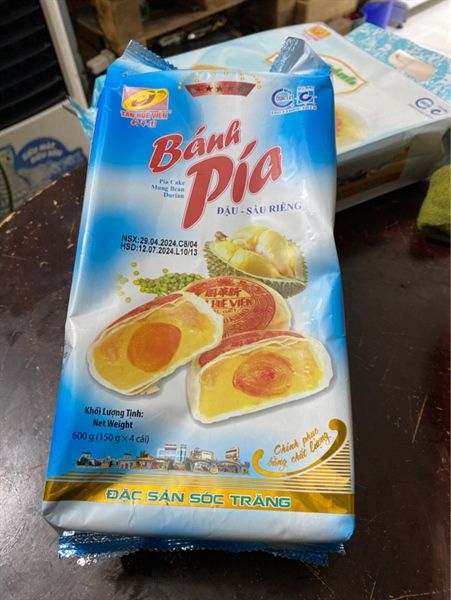 TÂN HUÊ VIÊN
Bánh
Pía
Pia Cake
Mung Bean
Durian
ĐẬU - SẦU RIÊNG
NSX:29.04.2024.C8/04
HSD:12.07.2024.L10/13
HUÊ VIÊN
Khối Lượng Tịnh:
Net Weight
600 g (150 g x 4 cái)
Chinh phục
bằng chất lượng
ĐẶC SẢN SÓC TRĂNG